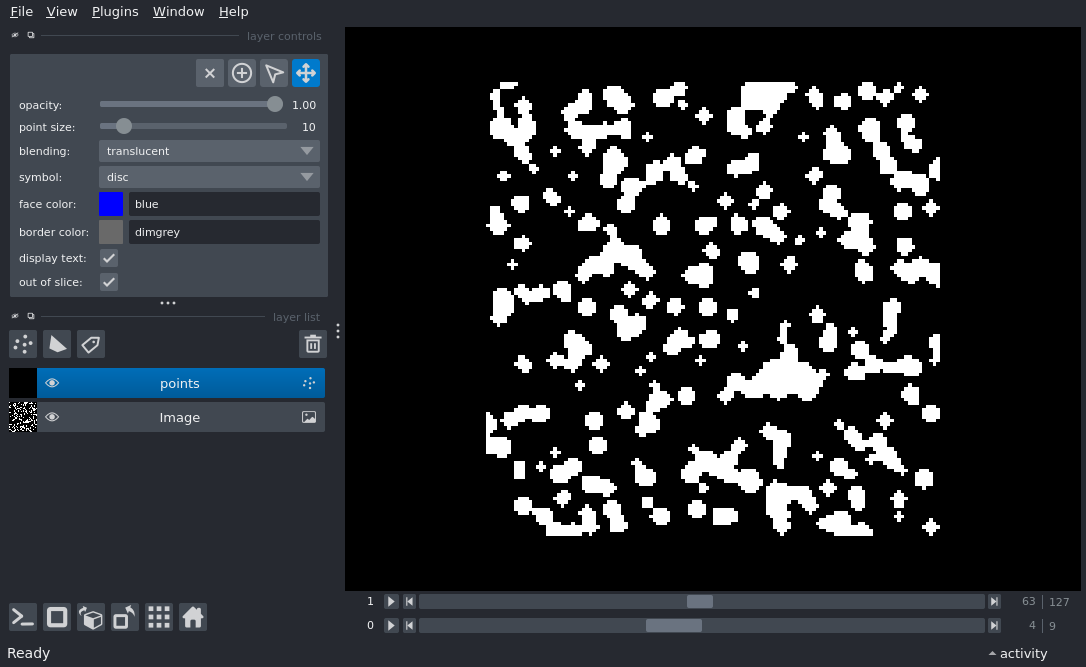 File View Plugins Window Help
layer controls
opacity: 1.00
point size: 10
blending: translucent
symbol: disc
face color: blue
border color: dimgrey
display text:
out of slice:
layer list
points
Image
1 63 127
0 4 9
Ready activity